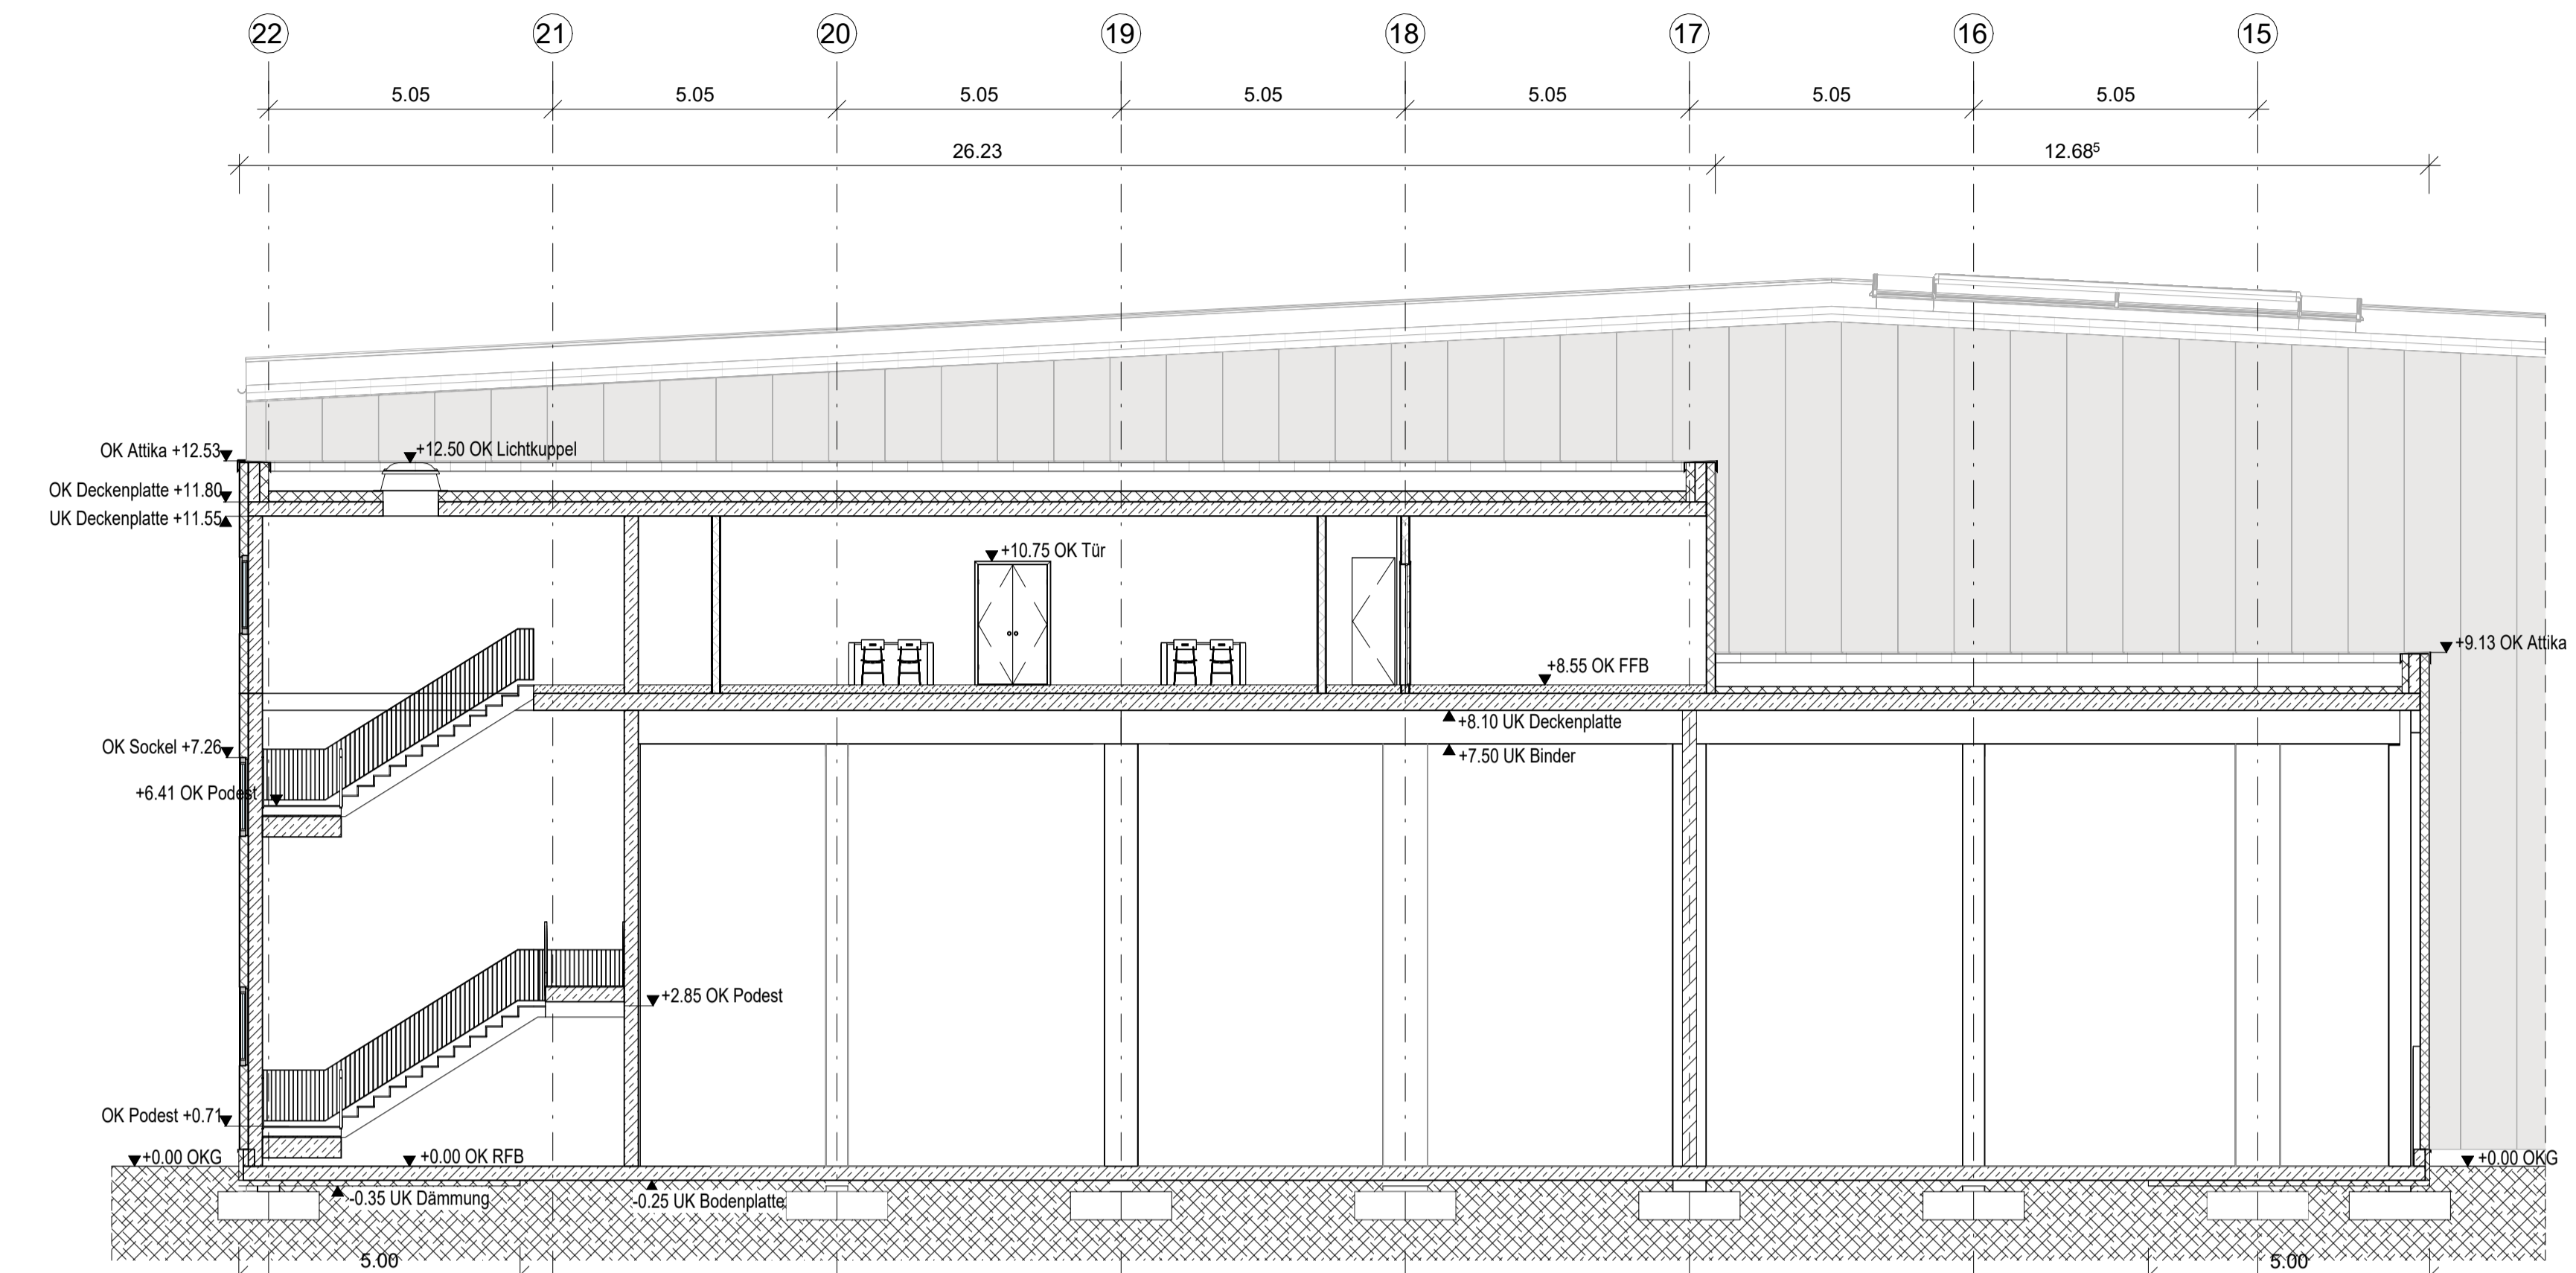 22 21 20 19 18 17 16 15
5.05 5.05 5.05 5.05 5.05 5.05 5.05
26.23 12.68⁵
OK Attika +12.53
+12.50 OK Lichtkuppel
OK Deckenplatte +11.80
UK Deckenplatte +11.55
+10.75 OK Tür
+9.13 OK Attika
+8.55 OK FFB
+8.10 UK Deckenplatte
OK Sockel +7.26
+7.50 UK Binder
+6.41 OK Podest
+2.85 OK Podest
OK Podest +0.71
+0.00 OKG
+0.00 OK RFB
+0.00 OKG
-0.35 UK Dämmung
-0.25 UK Bodenplatte
5.00 5.00